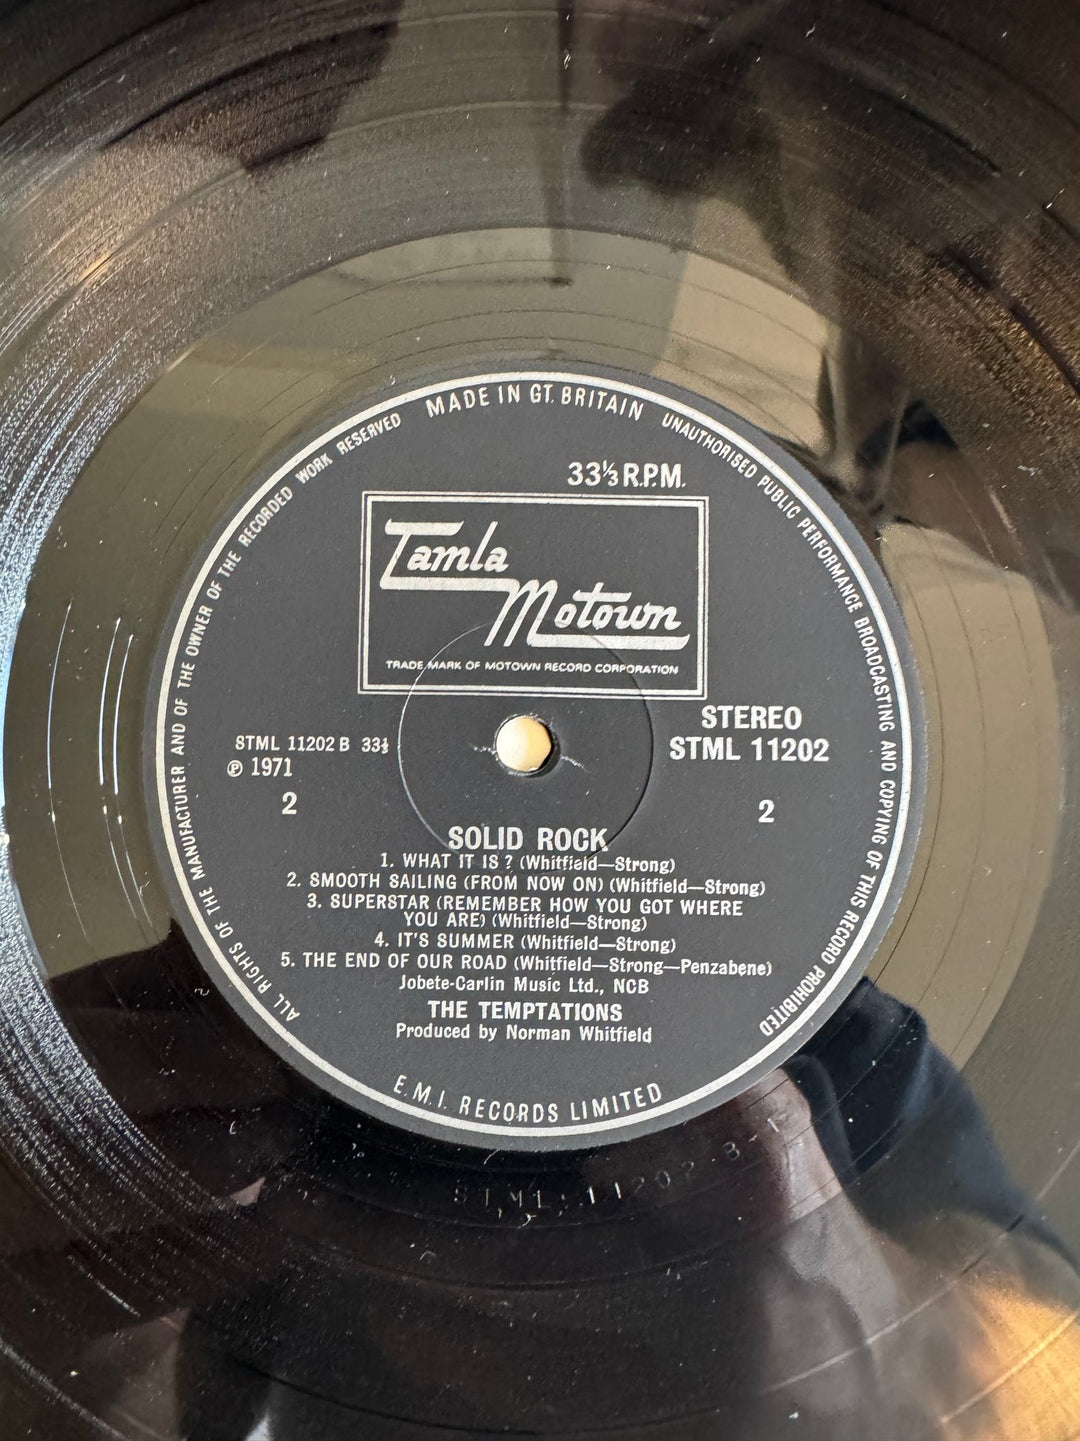 MADE IN GT. BRITAIN
UNAUTHORISED PUBLIC PERFORMANCE BROADCASTING AND COPYING OF THIS RECORD PROHIBITED
ALL RIGHTS OF THE MANUFACTURER AND OF THE OWNER OF THE RECORDED WORK RESERVED
33⅓ R.P.M.
Tamla
Motown
TRADE MARK OF MOTOWN RECORD CORPORATION
STEREO
STML 11202
STML 11202 B 33⅓
℗ 1971
2
2
SOLID ROCK
1. WHAT IT IS ? (Whitfield—Strong)
2. SMOOTH SAILING (FROM NOW ON) (Whitfield—Strong)
3. SUPERSTAR (REMEMBER HOW YOU GOT WHERE
YOU ARE) (Whitfield—Strong)
4. IT'S SUMMER (Whitfield—Strong)
5. THE END OF OUR ROAD (Whitfield—Strong—Penzabene)
Jobete-Carlin Music Ltd., NCB
THE TEMPTATIONS
Produced by Norman Whitfield
E.M.I. RECORDS LIMITED
STML·11202·B-1